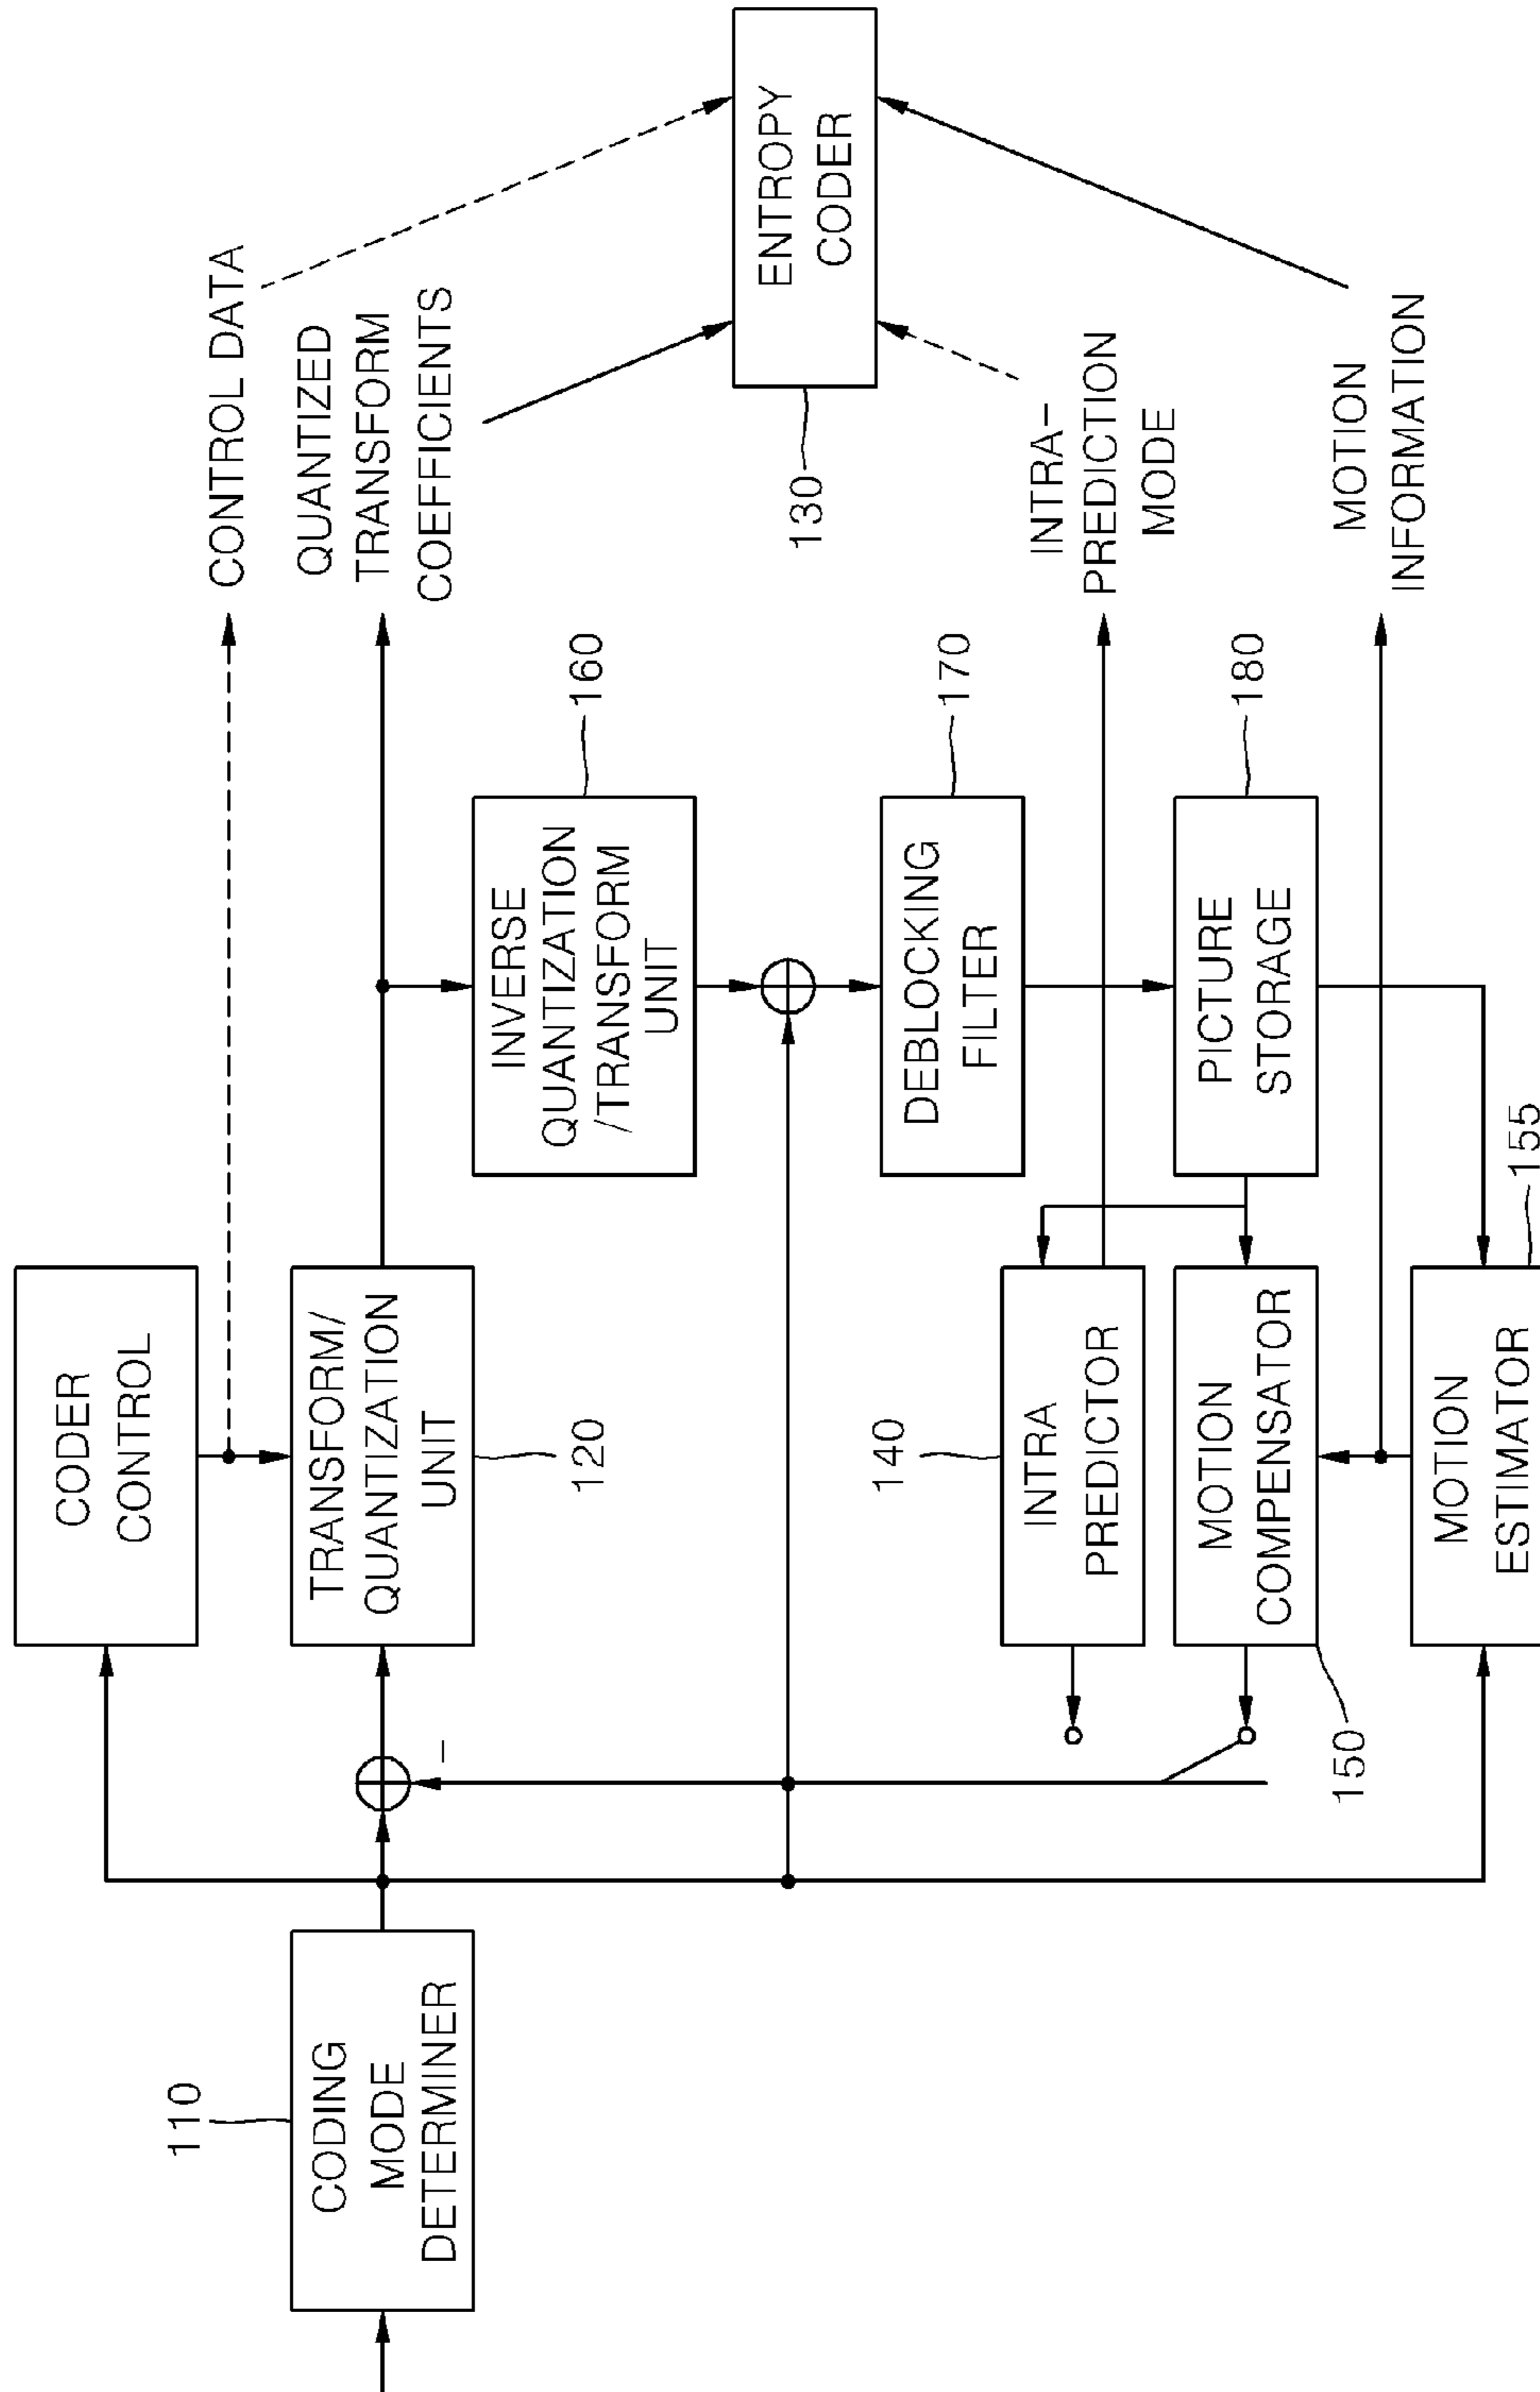 CODING
MODE
DETERMINER
110
CODER
CONTROL
TRANSFORM/
QUANTIZATION
UNIT
120
CONTROL DATA
QUANTIZED
TRANSFORM
COEFFICIENTS
INVERSE
QUANTIZATION
/TRANSFORM
UNIT
160
DEBLOCKING
FILTER
170
PICTURE
STORAGE
180
140
INTRA
PREDICTOR
MOTION
COMPENSATOR
150
MOTION
ESTIMATOR
155
ENTROPY
CODER
130
INTRA-
PREDICTION
MODE
MOTION
INFORMATION
−